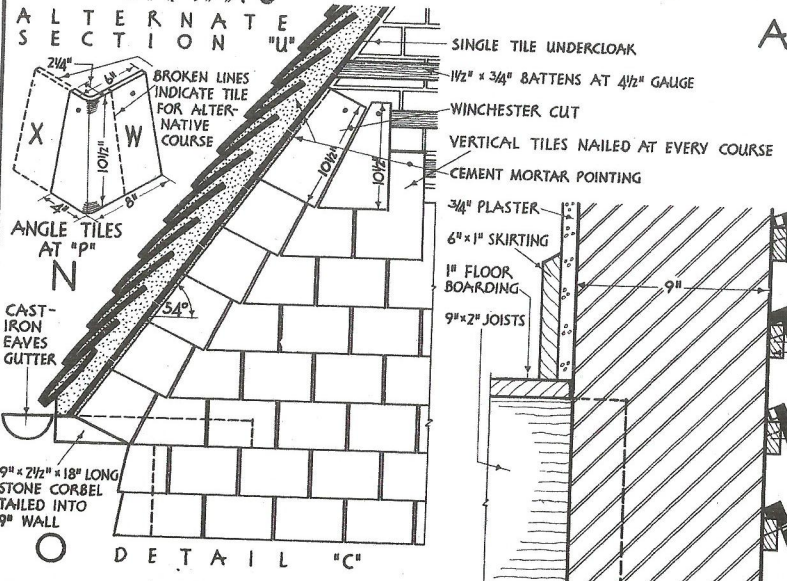 ALTERNATE
SECTION "U"
2¼"
6"
BROKEN LINES
INDICATE TILE
FOR ALTER-
NATIVE
COURSE
X
W
10½"
4"
8"
ANGLE TILES
AT "P"
N
CAST-
IRON
EAVES
GUTTER
9" x 2½" x 18" LONG
STONE CORBEL
TAILED INTO
9" WALL
O
DETAIL "C"
54°
10½"
10½"
SINGLE TILE UNDERCLOAK
1½" x ¾" BATTENS AT 4½" GAUGE
WINCHESTER CUT
VERTICAL TILES NAILED AT EVERY COURSE
CEMENT MORTAR POINTING
¾" PLASTER
6" x 1" SKIRTING
1" FLOOR
BOARDING
9" x 2" JOISTS
9"
A